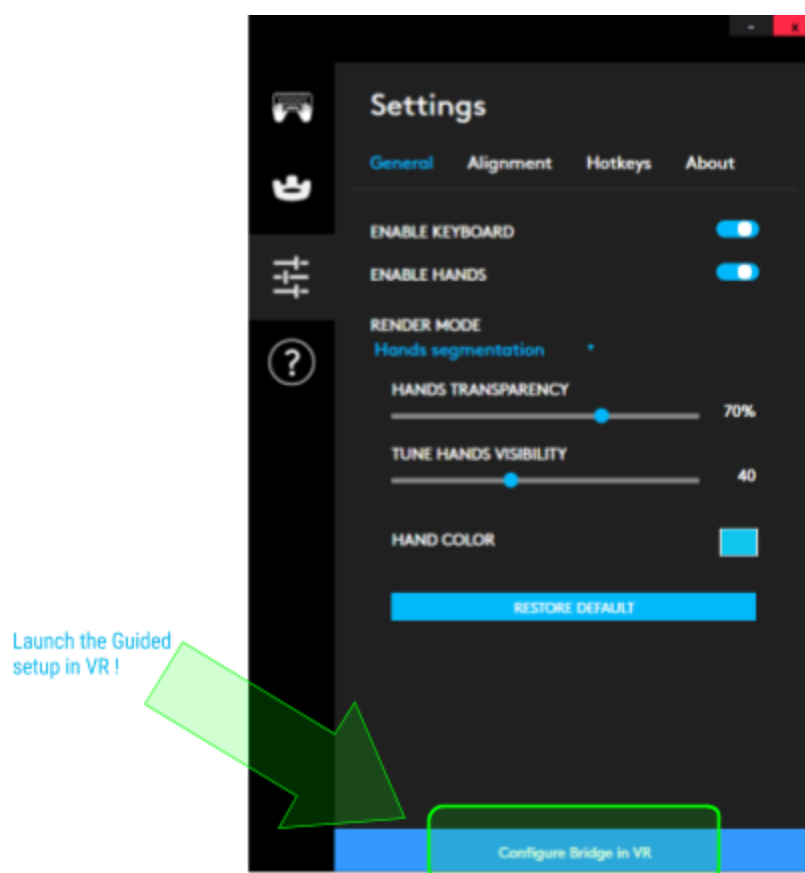 - x
Settings
General Alignment Hotkeys About
ENABLE KEYBOARD
ENABLE HANDS
RENDER MODE
Hands segmentation
HANDS TRANSPARENCY
70%
TUNE HANDS VISIBILITY
40
HAND COLOR
RESTORE DEFAULT
?
Launch the Guided
setup in VR !
Configure Bridge in VR